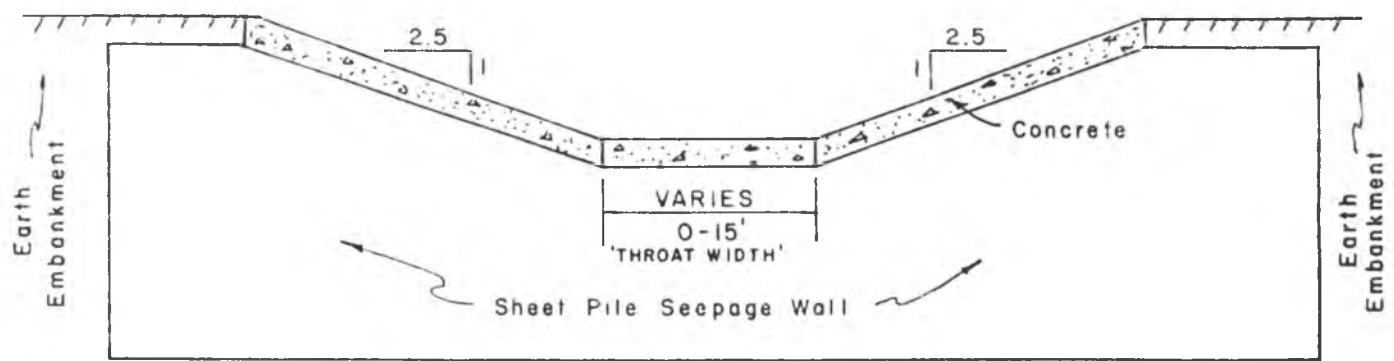 2.5
1
2.5
1
Concrete
VARIES
0-15'
'THROAT WIDTH'
Sheet Pile Seepage Wall
Earth
Embankment
Earth
Embankment